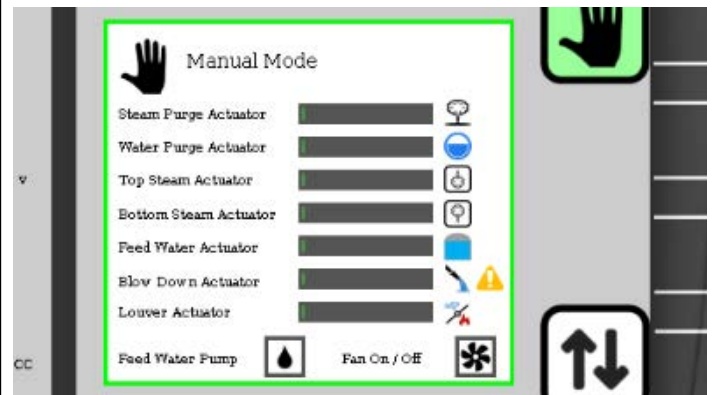 Manual Mode
Steam Purge Actuator
Water Purge Actuator
v
Top Steam Actuator
Bottom Steam Actuator
Feed Water Actuator
Blow Down Actuator
Louver Actuator
CC
Feed Water Pump
Fan On / Off